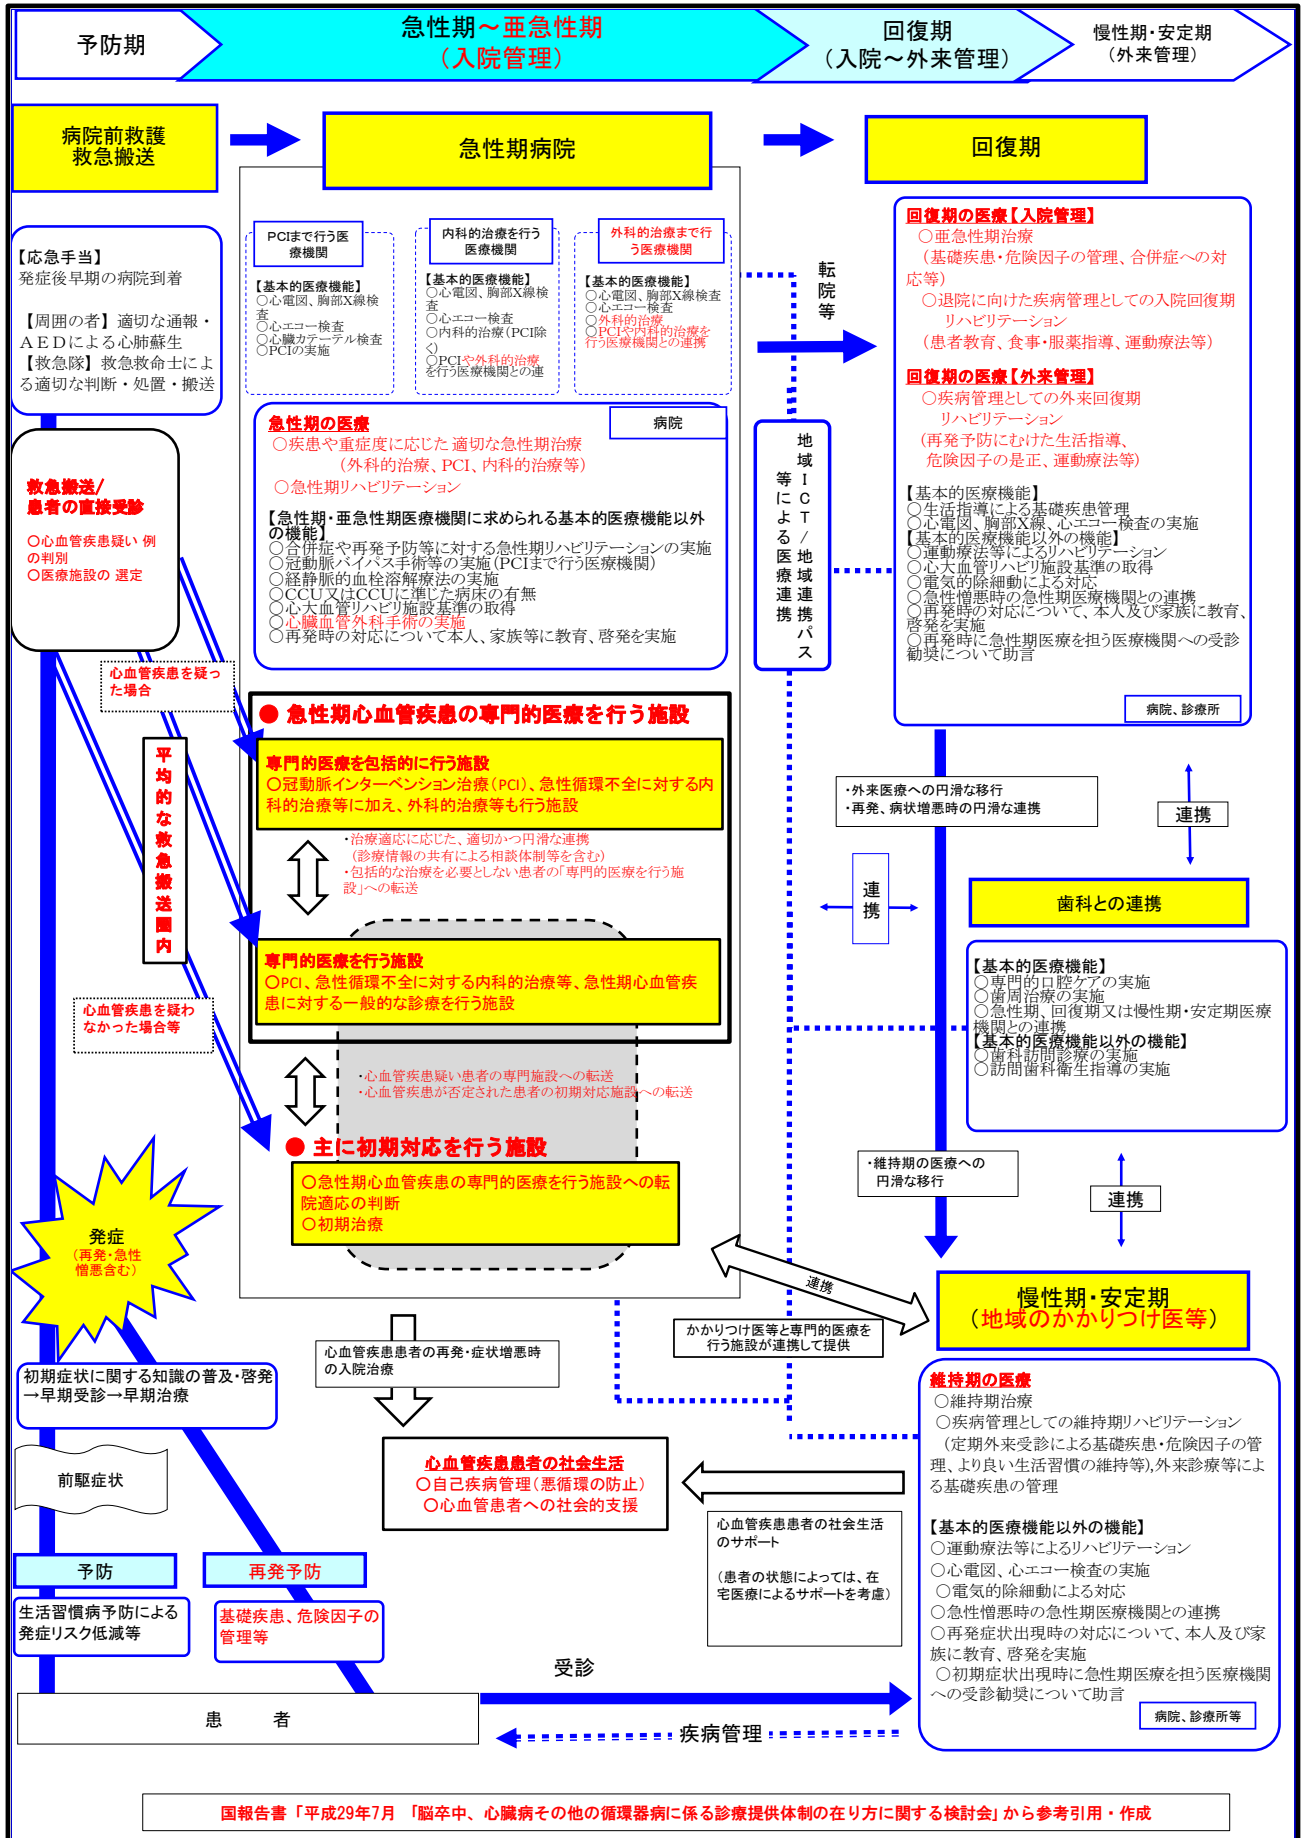 予防期
急性期～亜急性期
（入院管理）
回復期
（入院～外来管理）
慢性期・安定期
（外来管理）
病院前救護
救急搬送
急性期病院
回復期
【応急手当】
発症後早期の病院到着
【周囲の者】適切な通報・
ＡＥＤによる心肺蘇生
【救急隊】救急救命士によ
る適切な判断・処置・搬送
PCIまで行う医
療機関
【基本的医療機能】
○心電図、胸部X線検
査
○心エコー検査
○心臓カテーテル検査
○PCIの実施
内科的治療を行う
医療機関
【基本的医療機能】
○心電図、胸部X線検
査
○心エコー検査
○内科的治療（PCI除
く）
○PCIや外科的治療
を行う医療機関との連
外科的治療まで行
う医療機関
【基本的医療機能】
○心電図、胸部X線検査
○心エコー検査
○外科的治療
○PCIや内科的治療を
行う医療機関との連携
転院等
急性期の医療
病院
○疾患や重症度に応じた 適切な急性期治療
（外科的治療、PCI、内科的治療等）
○急性期リハビリテーション
【急性期・亜急性期医療機関に求められる基本的医療機能以外
の機能】
○合併症や再発予防等に対する急性期リハビリテーションの実施
○冠動脈バイパス手術等の実施（PCIまで行う医療機関）
○経静脈的血栓溶解療法の実施
○CCU又はCCUに準じた病床の有無
○心大血管リハビリ施設基準の取得
○心臓血管外科手術の実施
○再発時の対応について本人、家族等に教育、啓発を実施
地域ＩＣＴ/地域連携パス
等による医療連携
回復期の医療【入院管理】
○亜急性期治療
（基礎疾患・危険因子の管理、合併症への対
応等）
○退院に向けた疾病管理としての入院回復期
リハビリテーション
（患者教育、食事・服薬指導、運動療法等）
回復期の医療【外来管理】
○疾病管理としての外来回復期
リハビリテーション
（再発予防にむけた生活指導、
危険因子の是正、運動療法等）
【基本的医療機能】
○生活指導による基礎疾患管理
○心電図、胸部X線、心エコー検査の実施
【基本的医療機能以外の機能】
○運動療法等によるリハビリテーション
○心大血管リハビリ施設基準の取得
○電気的除細動による対応
○急性憎悪時の急性期医療機関との連携
○再発時の対応について、本人及び家族に教育、
啓発を実施
○再発時に急性期医療を担う医療機関への受診
勧奨について助言
病院、診療所
救急搬送/
患者の直接受診
○心血管疾患疑い 例
の判別
○医療施設の 選定
心血管疾患を疑っ
た場合
平均的な救急搬送圏内
心血管疾患を疑わ
なかった場合等
● 急性期心血管疾患の専門的医療を行う施設
専門的医療を包括的に行う施設
○冠動脈インターベンション治療（PCI）、急性循環不全に対する内
科的治療等に加え、外科的治療等も行う施設
・治療適応に応じた、適切かつ円滑な連携
（診療情報の共有による相談体制等を含む）
・包括的な治療を必要としない患者の「専門的医療を行う施
設」への転送
専門的医療を行う施設
○PCI、急性循環不全に対する内科的治療等、急性期心血管疾
患に対する一般的な診療を行う施設
・心血管疾患疑い患者の専門施設への転送
・心血管疾患が否定された患者の初期対応施設への転送
● 主に初期対応を行う施設
○急性期心血管疾患の専門的医療を行う施設への転
院適応の判断
○初期治療
・外来医療への円滑な移行
・再発、病状増悪時の円滑な連携
連携
連携
歯科との連携
【基本的医療機能】
○専門的口腔ケアの実施
○歯周治療の実施
○急性期、回復期又は慢性期・安定期医療
機関との連携
【基本的医療機能以外の機能】
○歯科訪問診療の実施
○訪問歯科衛生指導の実施
・維持期の医療への
円滑な移行
連携
発症
（再発・急性
憎悪含む）
連携
慢性期・安定期
（地域のかかりつけ医等）
かかりつけ医等と専門的医療を
行う施設が連携して提供
心血管疾患患者の再発・症状増悪時
の入院治療
初期症状に関する知識の普及・啓発
→早期受診→早期治療
前駆症状
心血管疾患患者の社会生活
○自己疾病管理（悪循環の防止）
○心血管患者への社会的支援
心血管疾患患者の社会生活
のサポート
（患者の状態によっては、在
宅医療によるサポートを考慮）
維持期の医療
○維持期治療
○疾病管理としての維持期リハビリテーション
（定期外来受診による基礎疾患・危険因子の管
理、より良い生活習慣の維持等）,外来診療等によ
る基礎疾患の管理
【基本的医療機能以外の機能】
○運動療法等によるリハビリテーション
○心電図、心エコー検査の実施
○電気的除細動による対応
○急性憎悪時の急性期医療機関との連携
○再発症状出現時の対応について、本人及び家
族に教育、啓発を実施
○初期症状出現時に急性期医療を担う医療機関
への受診勧奨について助言
病院、診療所等
予防
再発予防
生活習慣病予防による
発症リスク低減等
基礎疾患、危険因子の
管理等
受診
患　者
疾病管理
国報告書「平成29年7月 「脳卒中、心臓病その他の循環器病に係る診療提供体制の在り方に関する検討会」から参考引用・作成